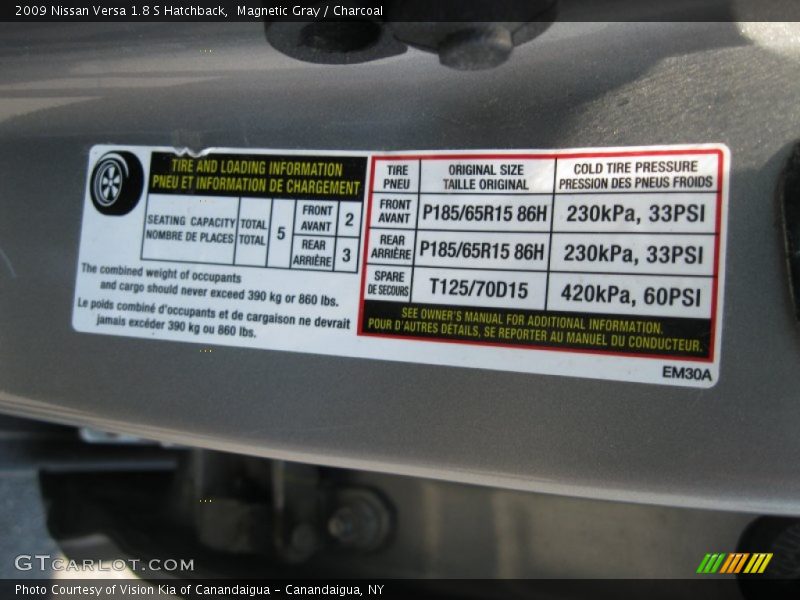 2009 Nissan Versa 1.8 S Hatchback,  Magnetic Gray / Charcoal
TIRE AND LOADING INFORMATION
PNEU ET INFORMATION DE CHARGEMENT
SEATING CAPACITY
NOMBRE DE PLACES
TOTAL
TOTAL
5
FRONT
AVANT
2
REAR
ARRIÈRE
3
The combined weight of occupants
and cargo should never exceed 390 kg or 860 lbs.
Le poids combiné d'occupants et de cargaison ne devrait
jamais excéder 390 kg ou 860 lbs.
TIRE
PNEU
ORIGINAL SIZE
TAILLE ORIGINAL
COLD TIRE PRESSURE
PRESSION DES PNEUS FROIDS
FRONT
AVANT
P185/65R15 86H
230kPa, 33PSI
REAR
ARRIÈRE
P185/65R15 86H
230kPa, 33PSI
SPARE
DE SECOURS
T125/70D15
420kPa, 60PSI
SEE OWNER'S MANUAL FOR ADDITIONAL INFORMATION.
POUR D'AUTRES DÉTAILS, SE REPORTER AU MANUEL DU CONDUCTEUR.
EM30A
GTCARLOT.COM
Photo Courtesy of Vision Kia of Canandaigua – Canandaigua, NY